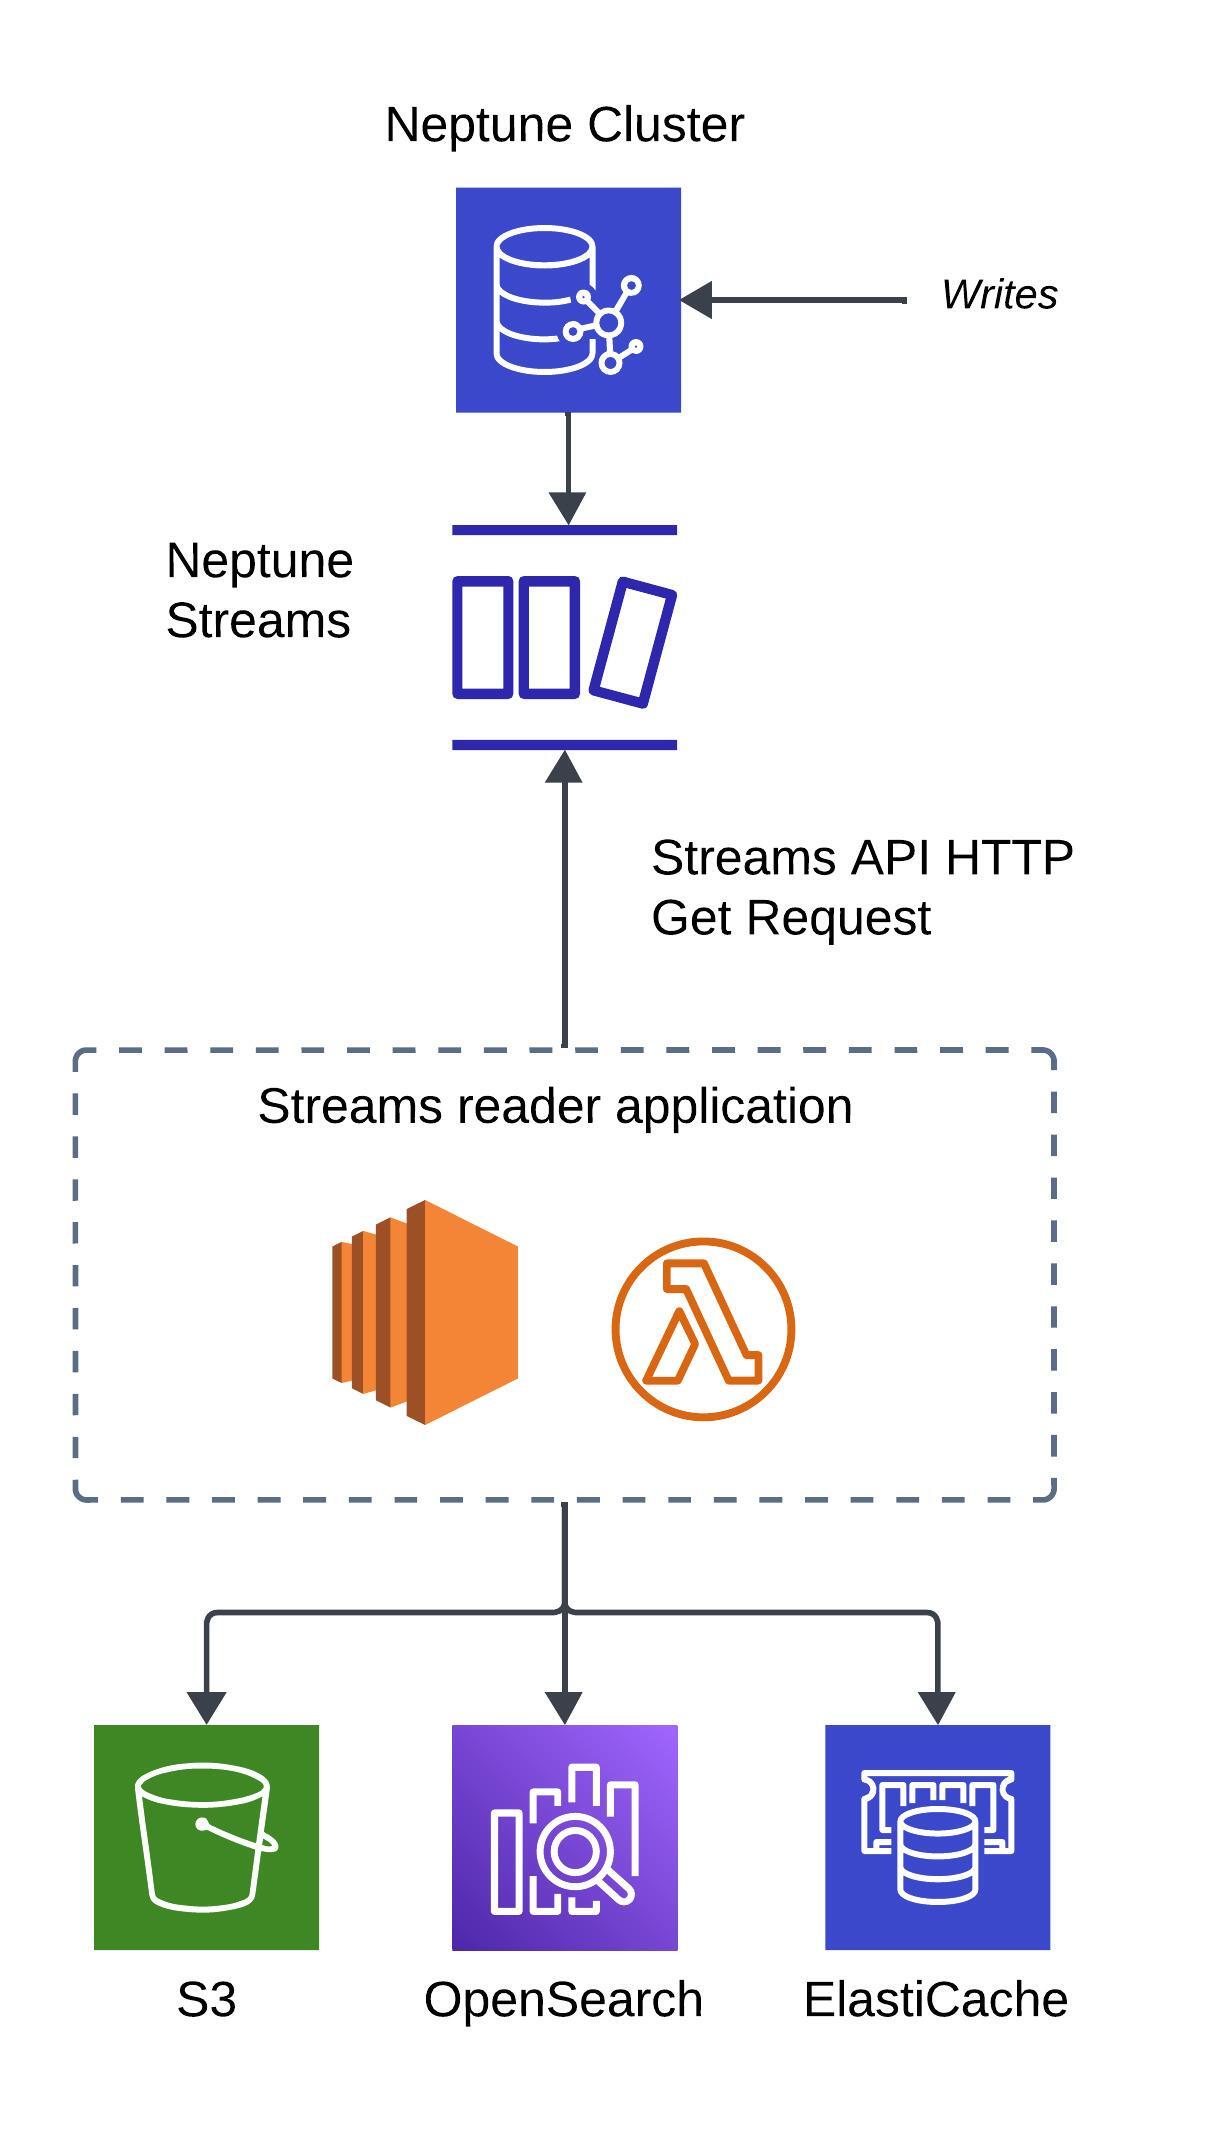 Neptune Cluster
Writes
Neptune
Streams
Streams API HTTP
Get Request
Streams reader application
S3
OpenSearch
ElastiCache